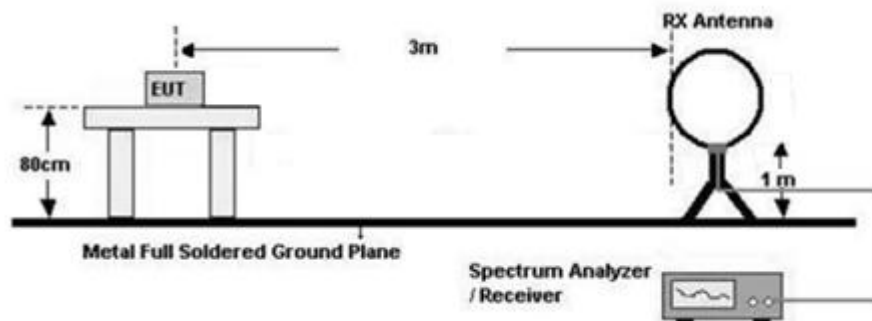 RX Antenna
3m
EUT
80cm
1 m
Metal Full Soldered Ground Plane
Spectrum Analyzer
/ Receiver